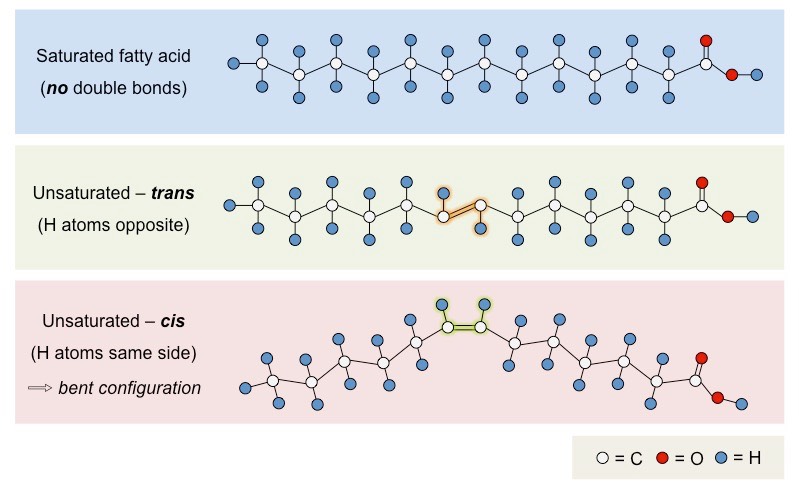 Saturated fatty acid
(no double bonds)
Unsaturated – trans
(H atoms opposite)
Unsaturated – cis
(H atoms same side)
⇒ bent configuration
= C = O = H